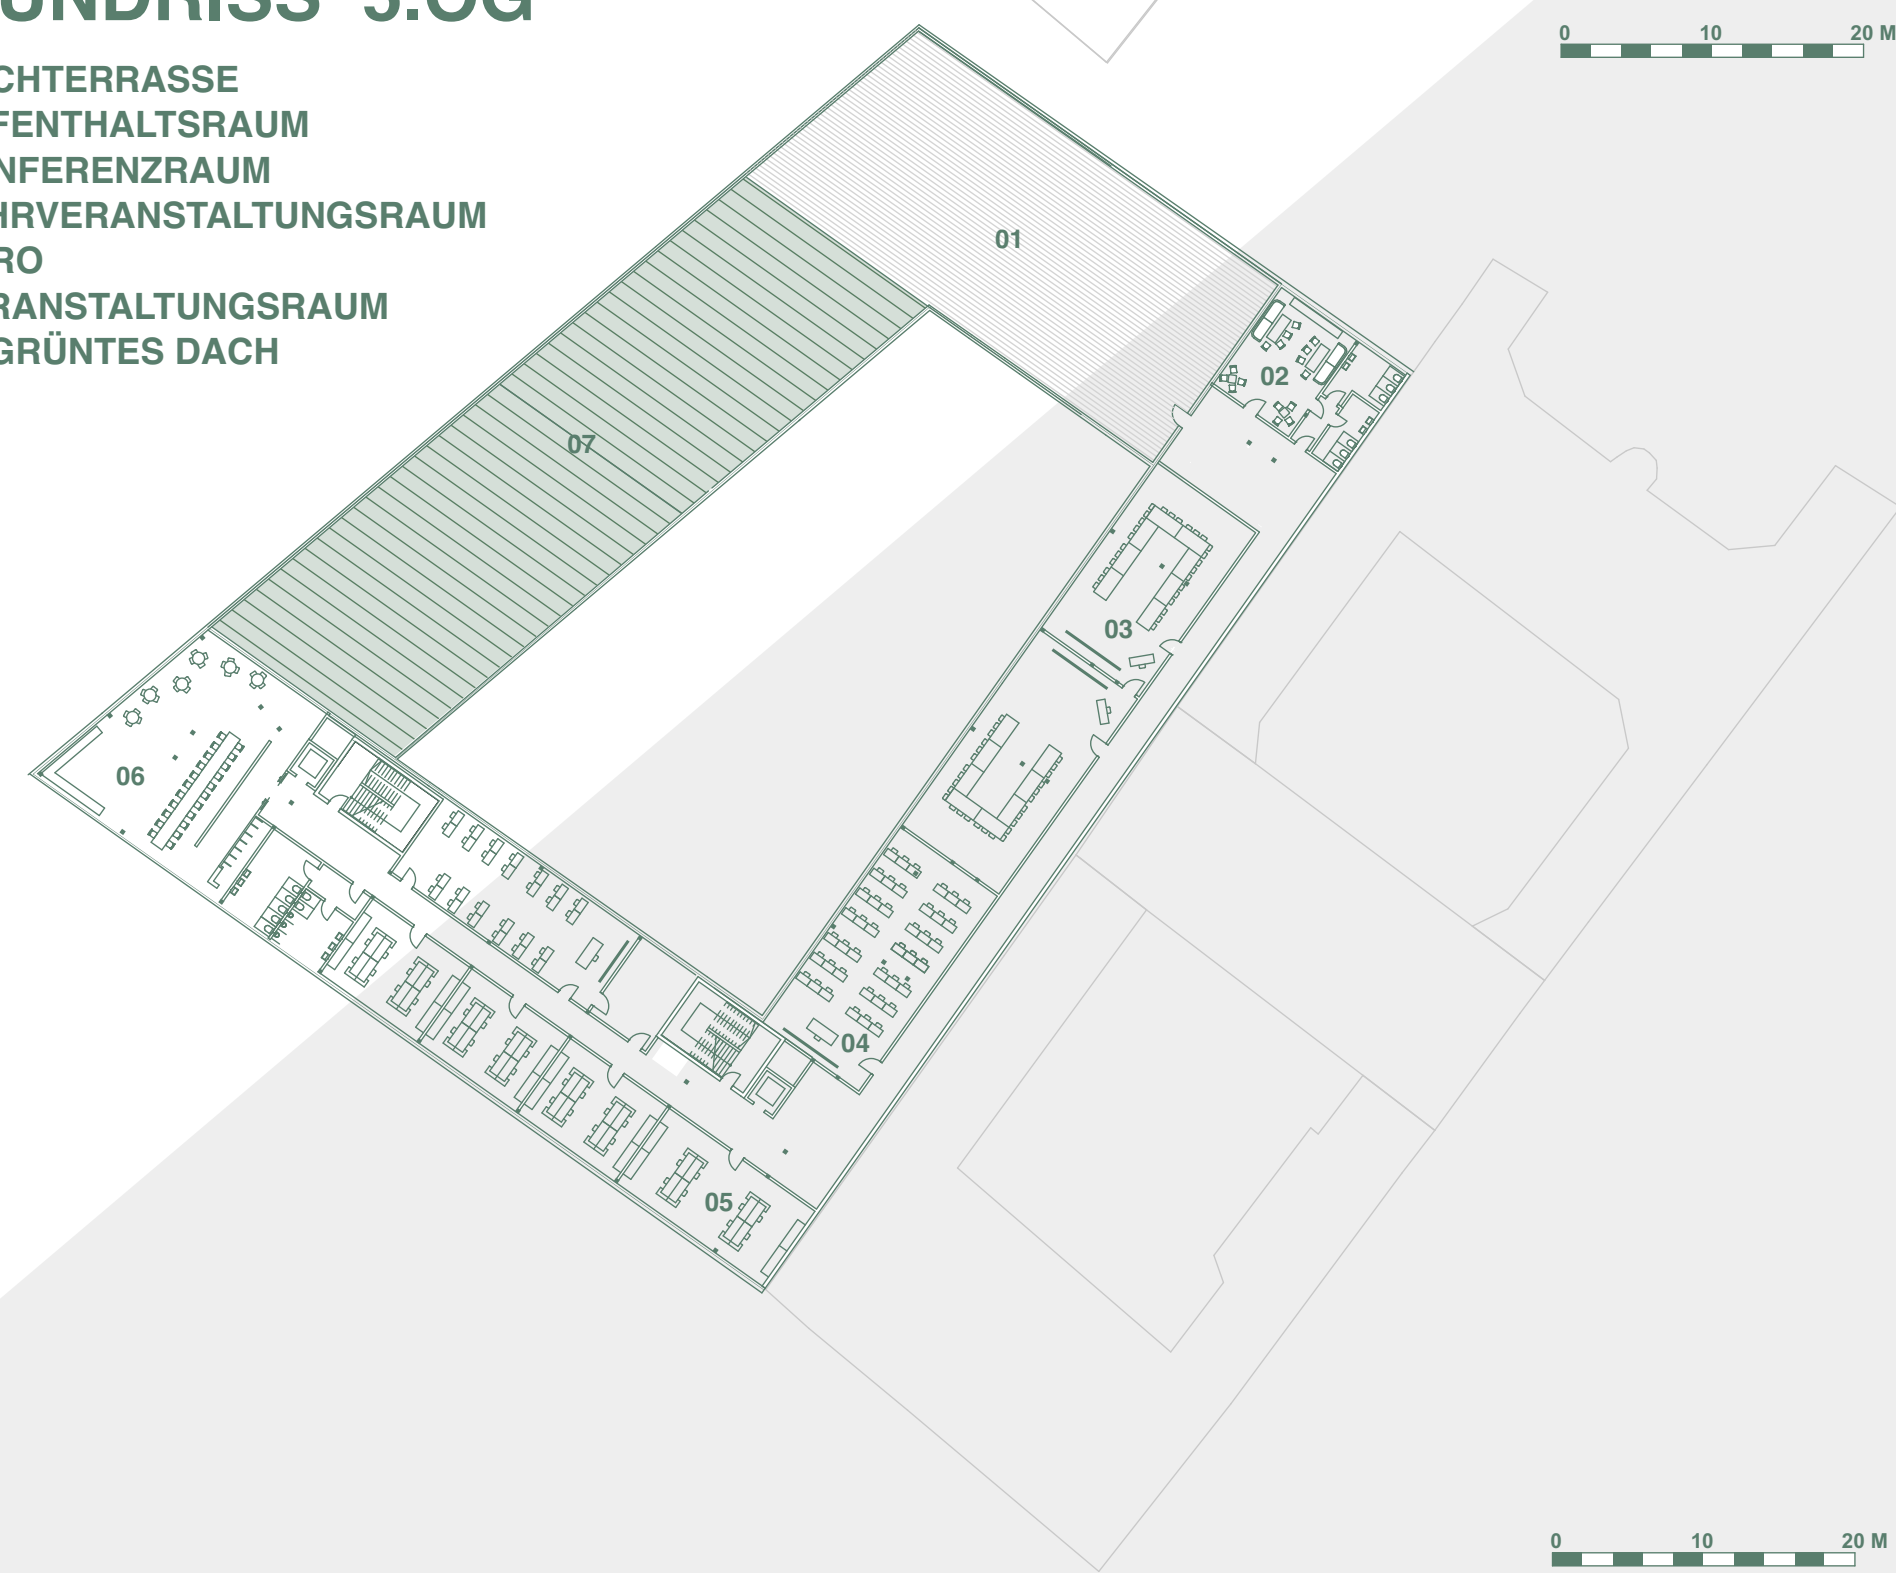 UNDRISS 5.OG
CHTERRASSE
FENTHALTSRAUM
NFERENZRAUM
HRVERANSTALTUNGSRAUM
RO
RANSTALTUNGSRAUM
GRÜNTES DACH
0 10 20 M
01
02
07
03
06
04
05
0 10 20 M